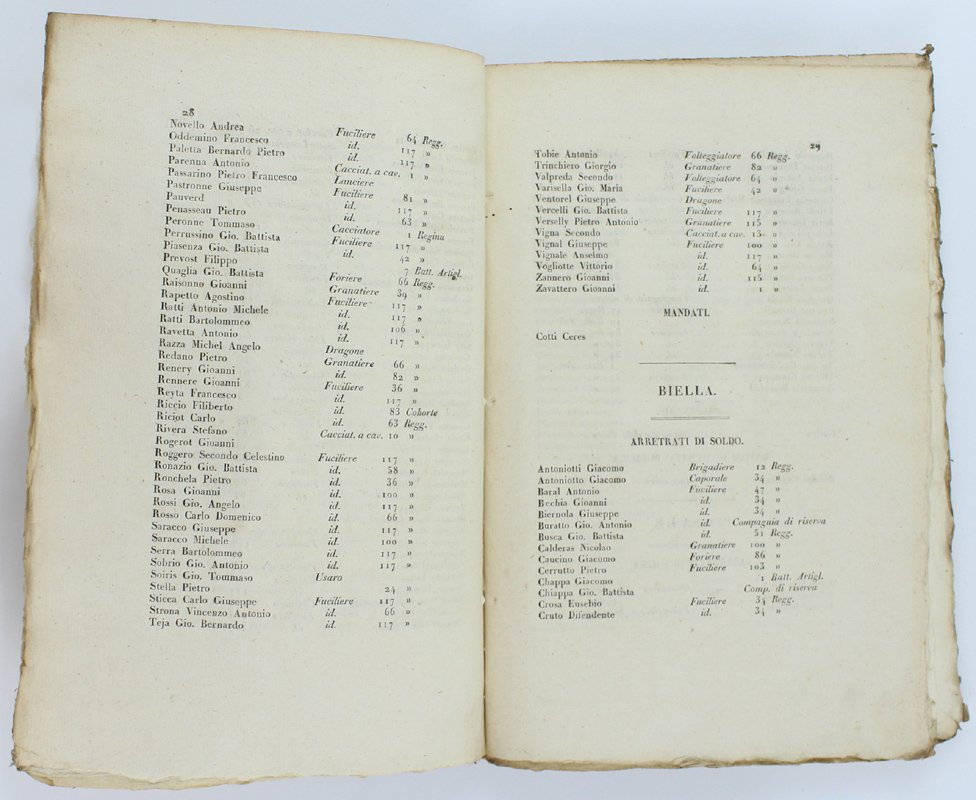 28
Novello Andrea Fuciliere 64 Regg.
Oddemino Francesco id. 117 »
Paletta Bernardo Pietro id. 117 »
Parenna Antonio Cacciat. a cav. 1 »
Passarino Pietro Francesco Lanciere
Pastronne Giuseppe Fuciliere 81 »
Pauverd id. 117 »
Penasseau Pietro id. 63 »
Peronne Tommaso Cacciatore 1 Regina
Perrussino Gio. Battista Fuciliere 117 »
Piasenza Gio. Battista id. 42 »
Prevost Filippo 7 Batt. Artigl.
Quaglia Gio. Battista Foriere 66 Regg.
Raisonne Gioanni Granatiere 39 »
Rapetto Agostino Fuciliere 117 »
Ratti Antonio Michele id. 117 »
Ratti Bartolommeo id. 106 »
Ravetta Antonio id. 117 »
Razza Michel Angelo Dragone
Redano Pietro Granatiere 66 »
Renery Gioanni id. 82 »
Rennere Gioanni Fuciliere 36 »
Reyta Francesco id. 117 »
Riccio Filiberto id. 83 Cohorte
Riciot Carlo id. 63 Regg.
Rivera Stefano Cacciat. a cav. 10 »
Rogerot Gioanni
Roggero Secondo Celestino Fuciliere 117 »
Ronazio Gio. Battista id. 58 »
Ronchela Pietro id. 36 »
Rosa Gioanni id. 100 »
Rossi Gio. Angelo id. 117 »
Rosso Carlo Domenico id. 66 »
Saracco Giuseppe id. 117 »
Saracco Michele id. 100 »
Serra Bartolommeo id. 117 »
Sobrio Gio. Antonio id. 117 »
Soiris Gio. Tommaso Usaro
Stella Pietro 24 »
Sticca Carlo Giuseppe Fuciliere 117 »
Strona Vincenzo Antonio id. 66 »
Teja Gio. Bernardo id. 117 »
29
Tobie Antonio Volteggiatore 66 Regg.
Trinchiero Giorgio Granatiere 82 »
Valpreda Secondo Volteggiatore 64 »
Varisella Gio. Maria Fuciliere 42 »
Ventorel Giuseppe Dragone
Vercelli Gio. Battista Fuciliere 117 »
Verselly Pietro Antonio Granatiere 115 »
Vigna Secondo Cacciat. a cav. 13 »
Vignal Giuseppe Fuciliere 100 »
Vignale Anselmo id. 117 »
Vogliotte Vittorio id. 64 »
Zannero Gioanni id. 115 »
Zavattero Gioanni id. 1 »
MANDATI.
Cotti Ceres
BIELLA.
ARRETRATI DI SOLDO.
Antoniotti Giacomo Brigadiere 12 Regg.
Antoniotto Giacomo Caporale 34 »
Baral Antonio Fuciliere 47 »
Becchia Gioanni id. 34 »
Biernola Giuseppe id. 34 »
Buratto Gio. Antonio id. Compagnia di riserva
Busca Gio. Battista id. 51 Regg.
Calderas Nicolao Granatiere 100 »
Caucino Giacomo Foriere 86 »
Cerrutto Pietro Fuciliere 103 »
Chappa Giacomo 1 Batt. Artigl.
Chiappa Gio. Battista Comp. di riserva
Crosa Eusebio Fuciliere 34 Regg.
Cruto Difendente id. 34 »